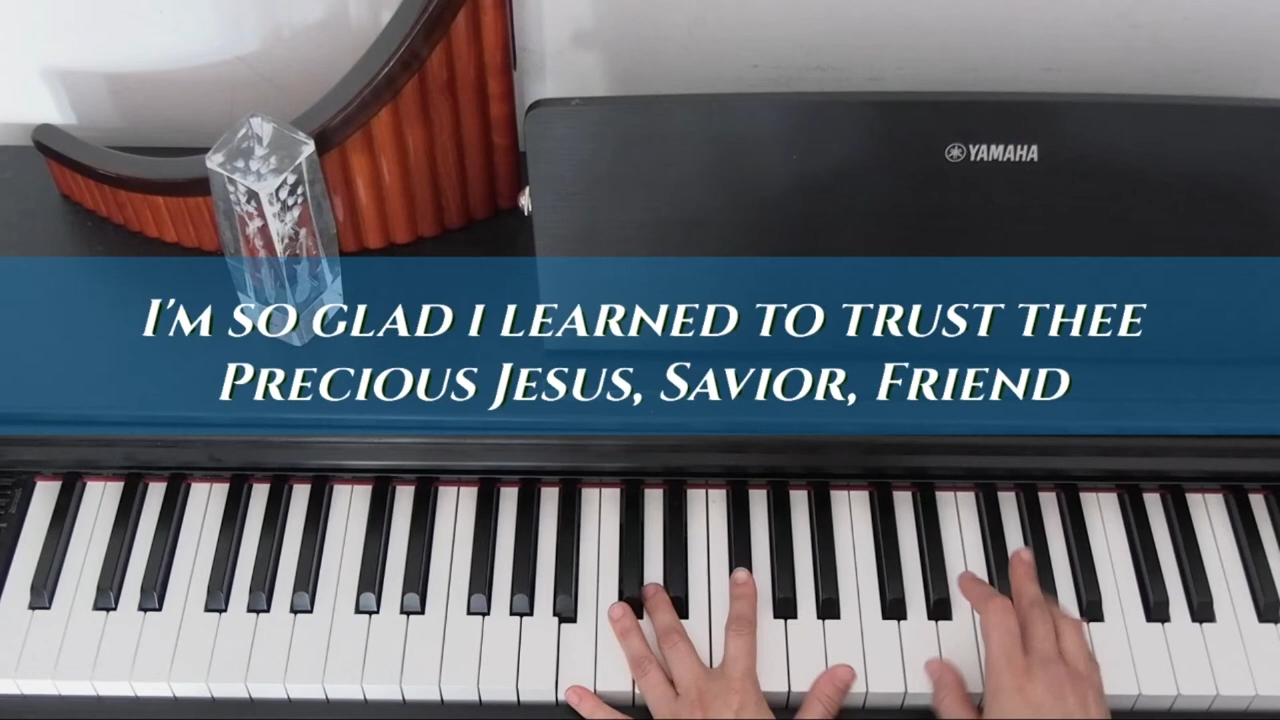 YAMAHA
I'm so glad i learned to trust thee
Precious Jesus, Savior, Friend